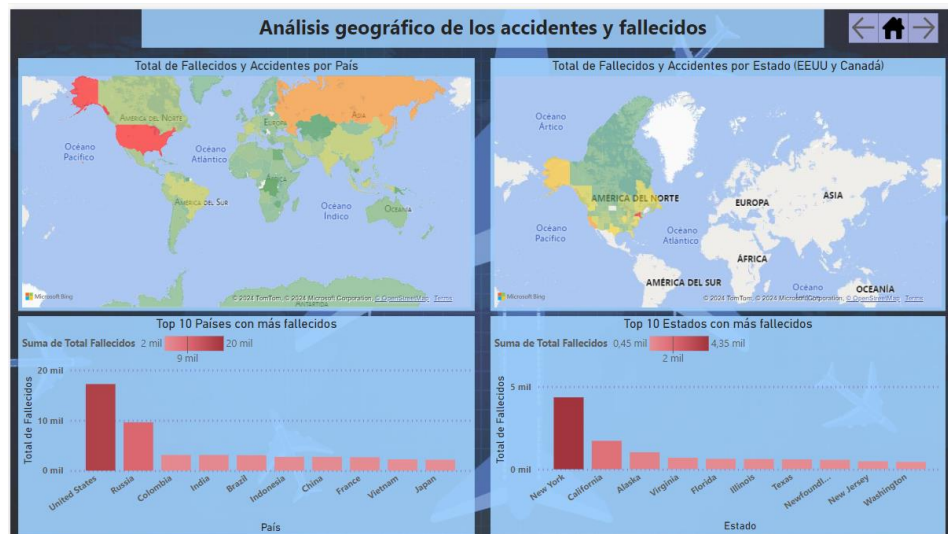 Análisis geográfico de los accidentes y fallecidos
Total de Fallecidos y Accidentes por País
AMÉRICA DEL NORTE
EUROPA
ASIA
Océano
Pacífico
Océano
Atlántico
ÁFRICA
AMÉRICA DEL SUR
Océano
Índico
OCEANÍA
ANTÁRTIDA
Microsoft Bing
© 2024 TomTom, © 2024 Microsoft Corporation, © OpenStreetMap Terms
Total de Fallecidos y Accidentes por Estado (EEUU y Canadá)
Océano
Ártico
AMÉRICA DEL NORTE
EUROPA
ASIA
Océano
Pacífico
Océano
Atlántico
ÁFRICA
AMÉRICA DEL SUR
Océano
OCEANÍA
Microsoft Bing
© 2024 TomTom, © 2024 Microsoft Corporation, © OpenStreetMap Terms
Top 10 Países con más fallecidos
Suma de Total Fallecidos 2 mil 20 mil
9 mil
Total de Fallecidos
20 mil
10 mil
0 mil
United States
Russia
Colombia
India
Brazil
Indonesia
China
France
Vietnam
Japan
País
Top 10 Estados con más fallecidos
Suma de Total Fallecidos 0,45 mil 4,35 mil
2 mil
Total de Fallecidos
5 mil
0 mil
New York
California
Alaska
Virginia
Florida
Illinois
Texas
Newfoundl...
New Jersey
Washington
Estado